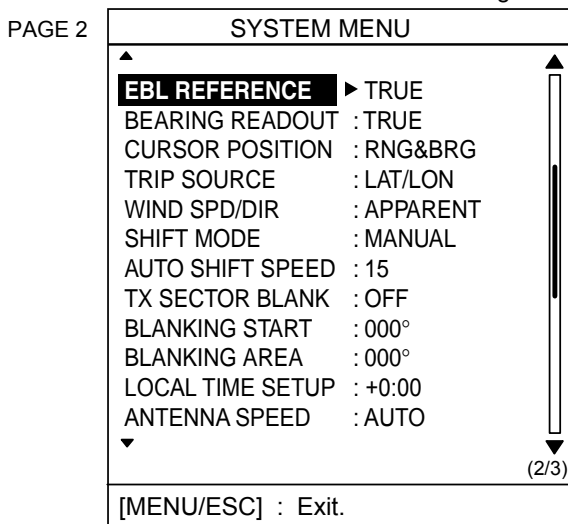 PAGE 2
SYSTEM MENU
EBL REFERENCE ▶ TRUE
BEARING READOUT : TRUE
CURSOR POSITION : RNG&BRG
TRIP SOURCE : LAT/LON
WIND SPD/DIR : APPARENT
SHIFT MODE : MANUAL
AUTO SHIFT SPEED : 15
TX SECTOR BLANK : OFF
BLANKING START : 000°
BLANKING AREA : 000°
LOCAL TIME SETUP : +0:00
ANTENNA SPEED : AUTO
(2/3)
[MENU/ESC] : Exit.